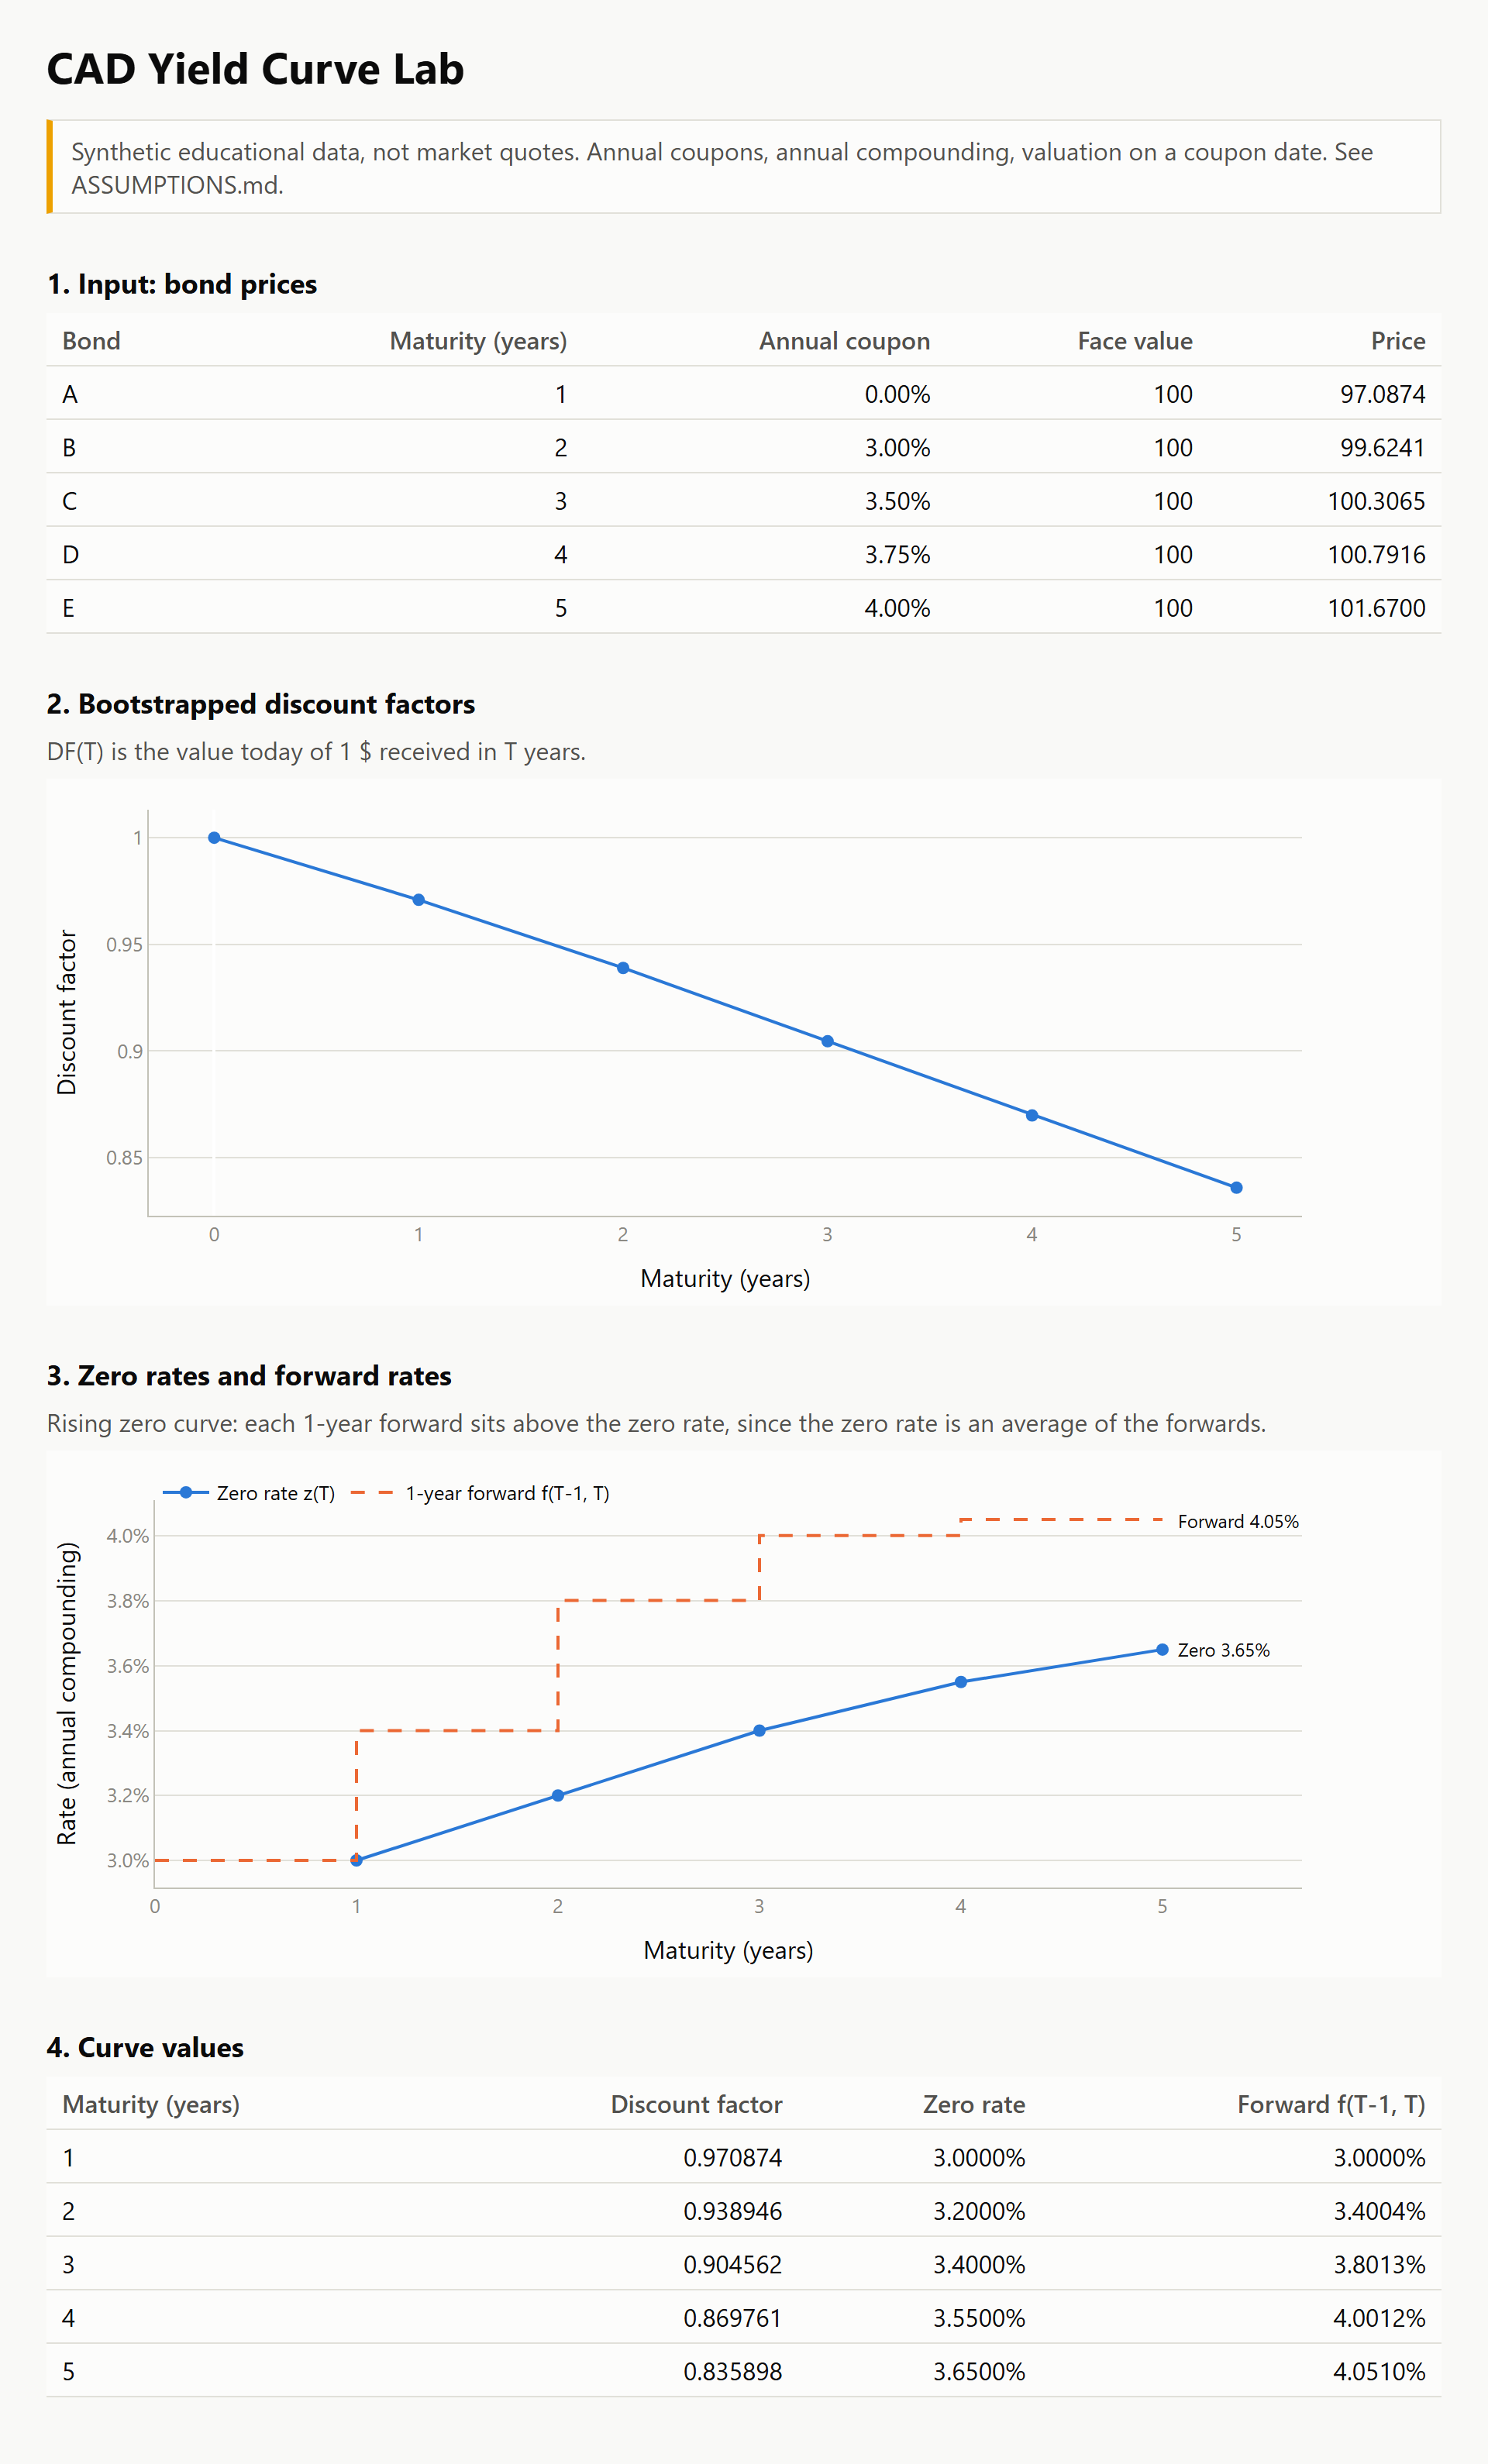 CAD Yield Curve Lab
Synthetic educational data, not market quotes. Annual coupons, annual compounding, valuation on a coupon date. See
ASSUMPTIONS.md.
1. Input: bond prices
Bond Maturity (years) Annual coupon Face value Price
A 1 0.00% 100 97.0874
B 2 3.00% 100 99.6241
C 3 3.50% 100 100.3065
D 4 3.75% 100 100.7916
E 5 4.00% 100 101.6700
2. Bootstrapped discount factors
DF(T) is the value today of 1 $ received in T years.
Discount factor
1
0.95
0.9
0.85
0 1 2 3 4 5
Maturity (years)
3. Zero rates and forward rates
Rising zero curve: each 1-year forward sits above the zero rate, since the zero rate is an average of the forwards.
Zero rate z(T) 1-year forward f(T-1, T)
Rate (annual compounding)
Forward 4.05%
4.0%
3.8%
Zero 3.65%
3.6%
3.4%
3.2%
3.0%
0 1 2 3 4 5
Maturity (years)
4. Curve values
Maturity (years) Discount factor Zero rate Forward f(T-1, T)
1 0.970874 3.0000% 3.0000%
2 0.938946 3.2000% 3.4004%
3 0.904562 3.4000% 3.8013%
4 0.869761 3.5500% 4.0012%
5 0.835898 3.6500% 4.0510%